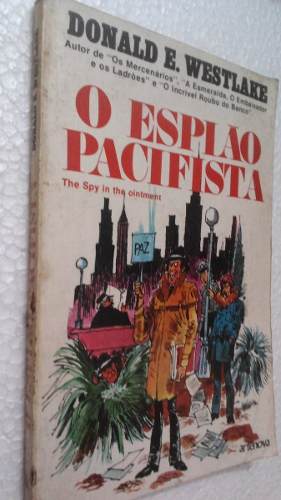 DONALD E. WESTLAKE
Autor de "Os Mercenários", "A Esmeralda, O Embaixador
e os Ladrões" e "O Incrível Roubo do Banco"
O ESPIÃO
PACIFISTA
The Spy in the ointment
PAZ
artenova